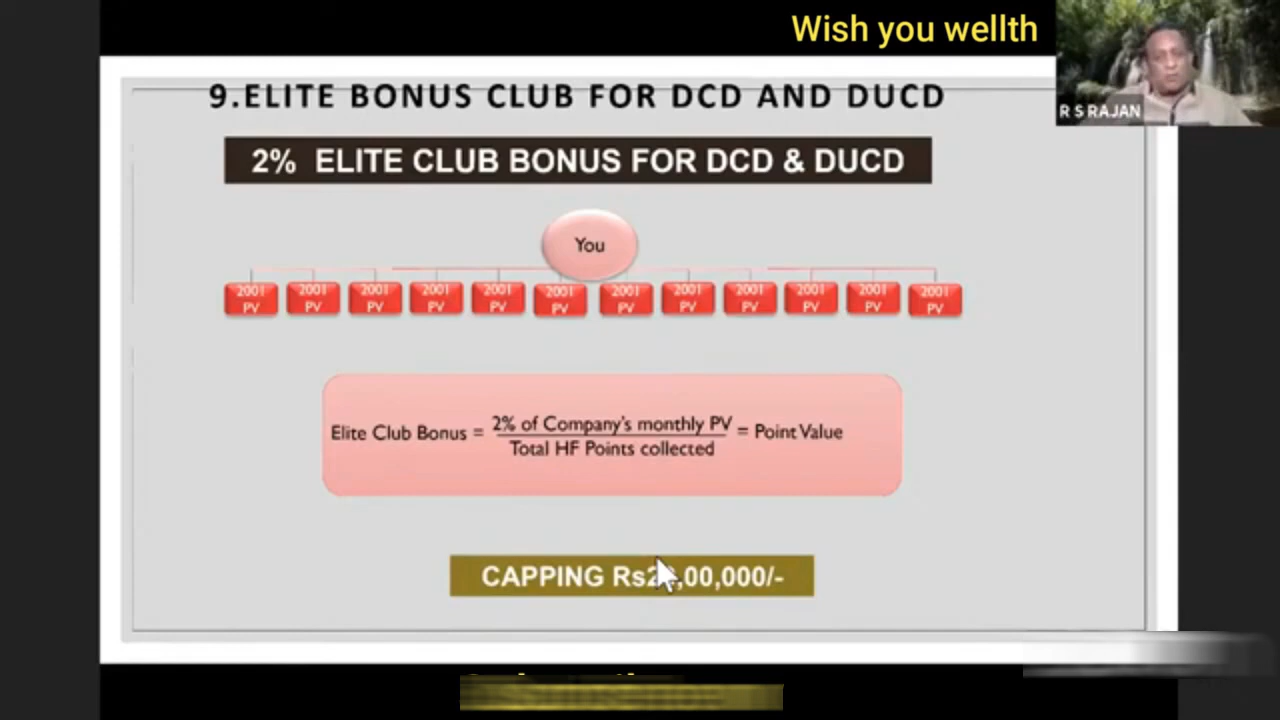 Wish you wellth
R S RAJAN
9.ELITE BONUS CLUB FOR DCD AND DUCD
2% ELITE CLUB BONUS FOR DCD & DUCD
You
2001 2001 2001 2001 2001 2001 2001 2001 2001 2001 2001 2001
PV PV PV PV PV PV PV PV PV PV PV PV
2% of Company's monthly PV
Elite Club Bonus = = Point Value
Total HF Points collected
CAPPING